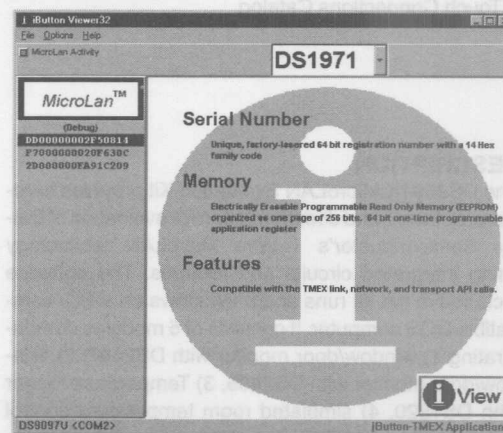 iButton Viewer32
File Options Help
MicroLan Activity
DS1971
MicroLan™
(Debug)
DD00000002F50814
F7000000020F630C
2D000000FA91C209
Serial Number
Unique, factory-lasered 64 bit registration number with a 14 Hex
family code
Memory
Electrically Erasable Programmable Read Only Memory (EEPROM)
organized as one page of 256 bits. 64 bit one-time programmable
application register
Features
Compatible with the TMEX link, network, and transport API calls.
View
DS9097U <COM2>
iButton-TMEX Application